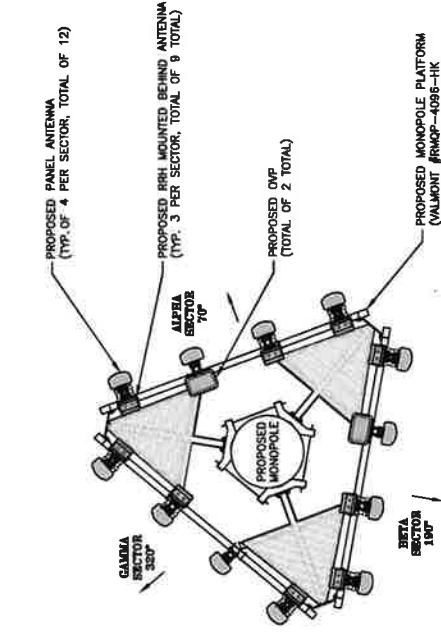 PROPOSED PANEL ANTENNA
(TYP. OF 4 PER SECTOR, TOTAL OF 12)
PROPOSED RRH MOUNTED BEHIND ANTENNA
(TYP. 3 PER SECTOR, TOTAL OF 9 TOTAL)
ALPHA
SECTOR
70°
PROPOSED OVP
(TOTAL OF 2 TOTAL)
PROPOSED MONOPOLE PLATFORM
(VALMONT #RMQP-4096-HK
PROPOSED
MONOPOLE
GAMMA
SECTOR
320°
BETA
SECTOR
190°